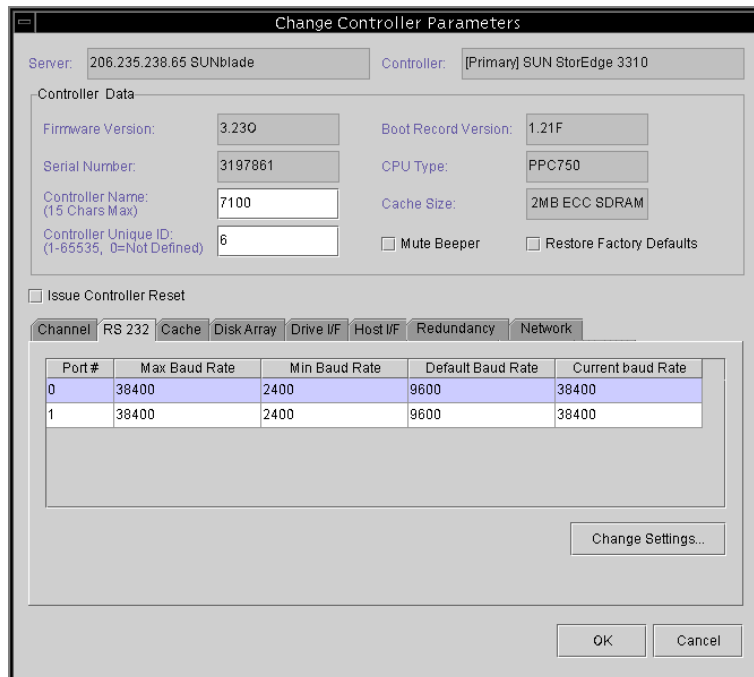 Change Controller Parameters
Server: 206.235.238.65 SUNblade Controller: [Primary] SUN StorEdge 3310
Controller Data
Firmware Version: 3.23O Boot Record Version: 1.21F
Serial Number: 3197861 CPU Type: PPC750
Controller Name:
(15 Chars Max) 7100 Cache Size: 2MB ECC SDRAM
Controller Unique ID:
(1-65535, 0=Not Defined) 6 Mute Beeper Restore Factory Defaults
Issue Controller Reset
Channel RS 232 Cache Disk Array Drive I/F Host I/F Redundancy Network
Port # Max Baud Rate Min Baud Rate Default Baud Rate Current baud Rate
0 38400 2400 9600 38400
1 38400 2400 9600 38400
Change Settings...
OK Cancel